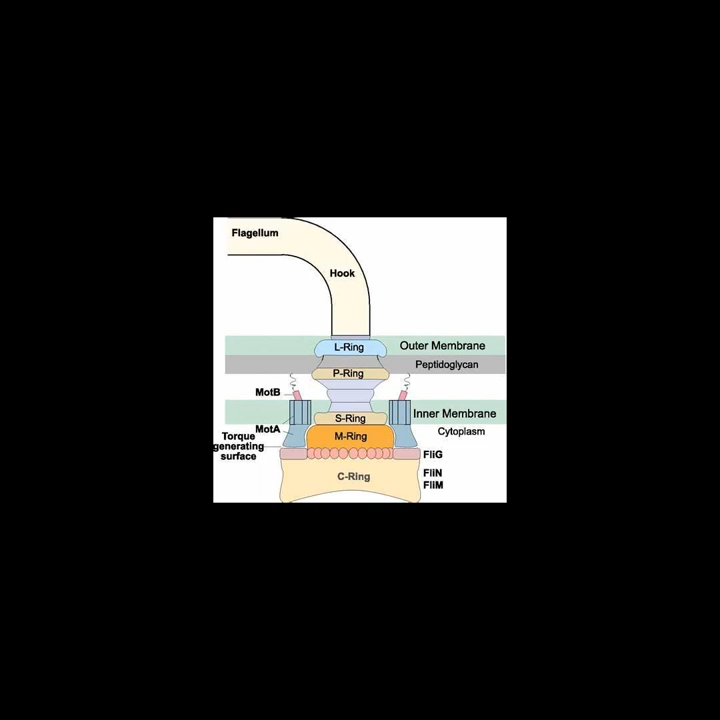 Flagellum
Hook
L-Ring
Outer Membrane
Peptidoglycan
P-Ring
MotB
Inner Membrane
S-Ring
MotA
Cytoplasm
M-Ring
Torque
generating
surface
FliG
FliN
C-Ring
FliM